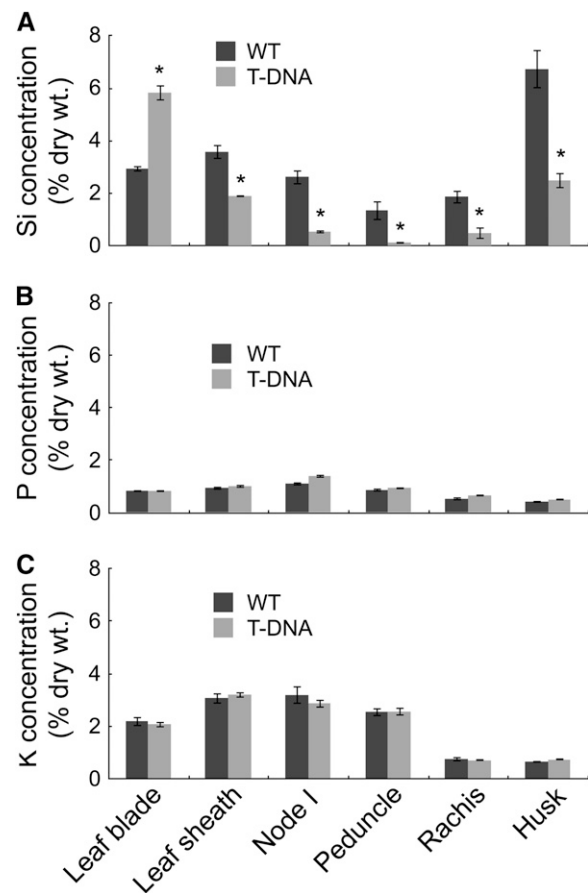 A
Si concentration
(% dry wt.)
8
6
4
2
0
WT
T-DNA
*
*
*
*
*
*
B
P concentration
(% dry wt.)
8
6
4
2
0
WT
T-DNA
C
K concentration
(% dry wt.)
8
6
4
2
0
WT
T-DNA
Leaf blade
Leaf sheath
Node I
Peduncle
Rachis
Husk